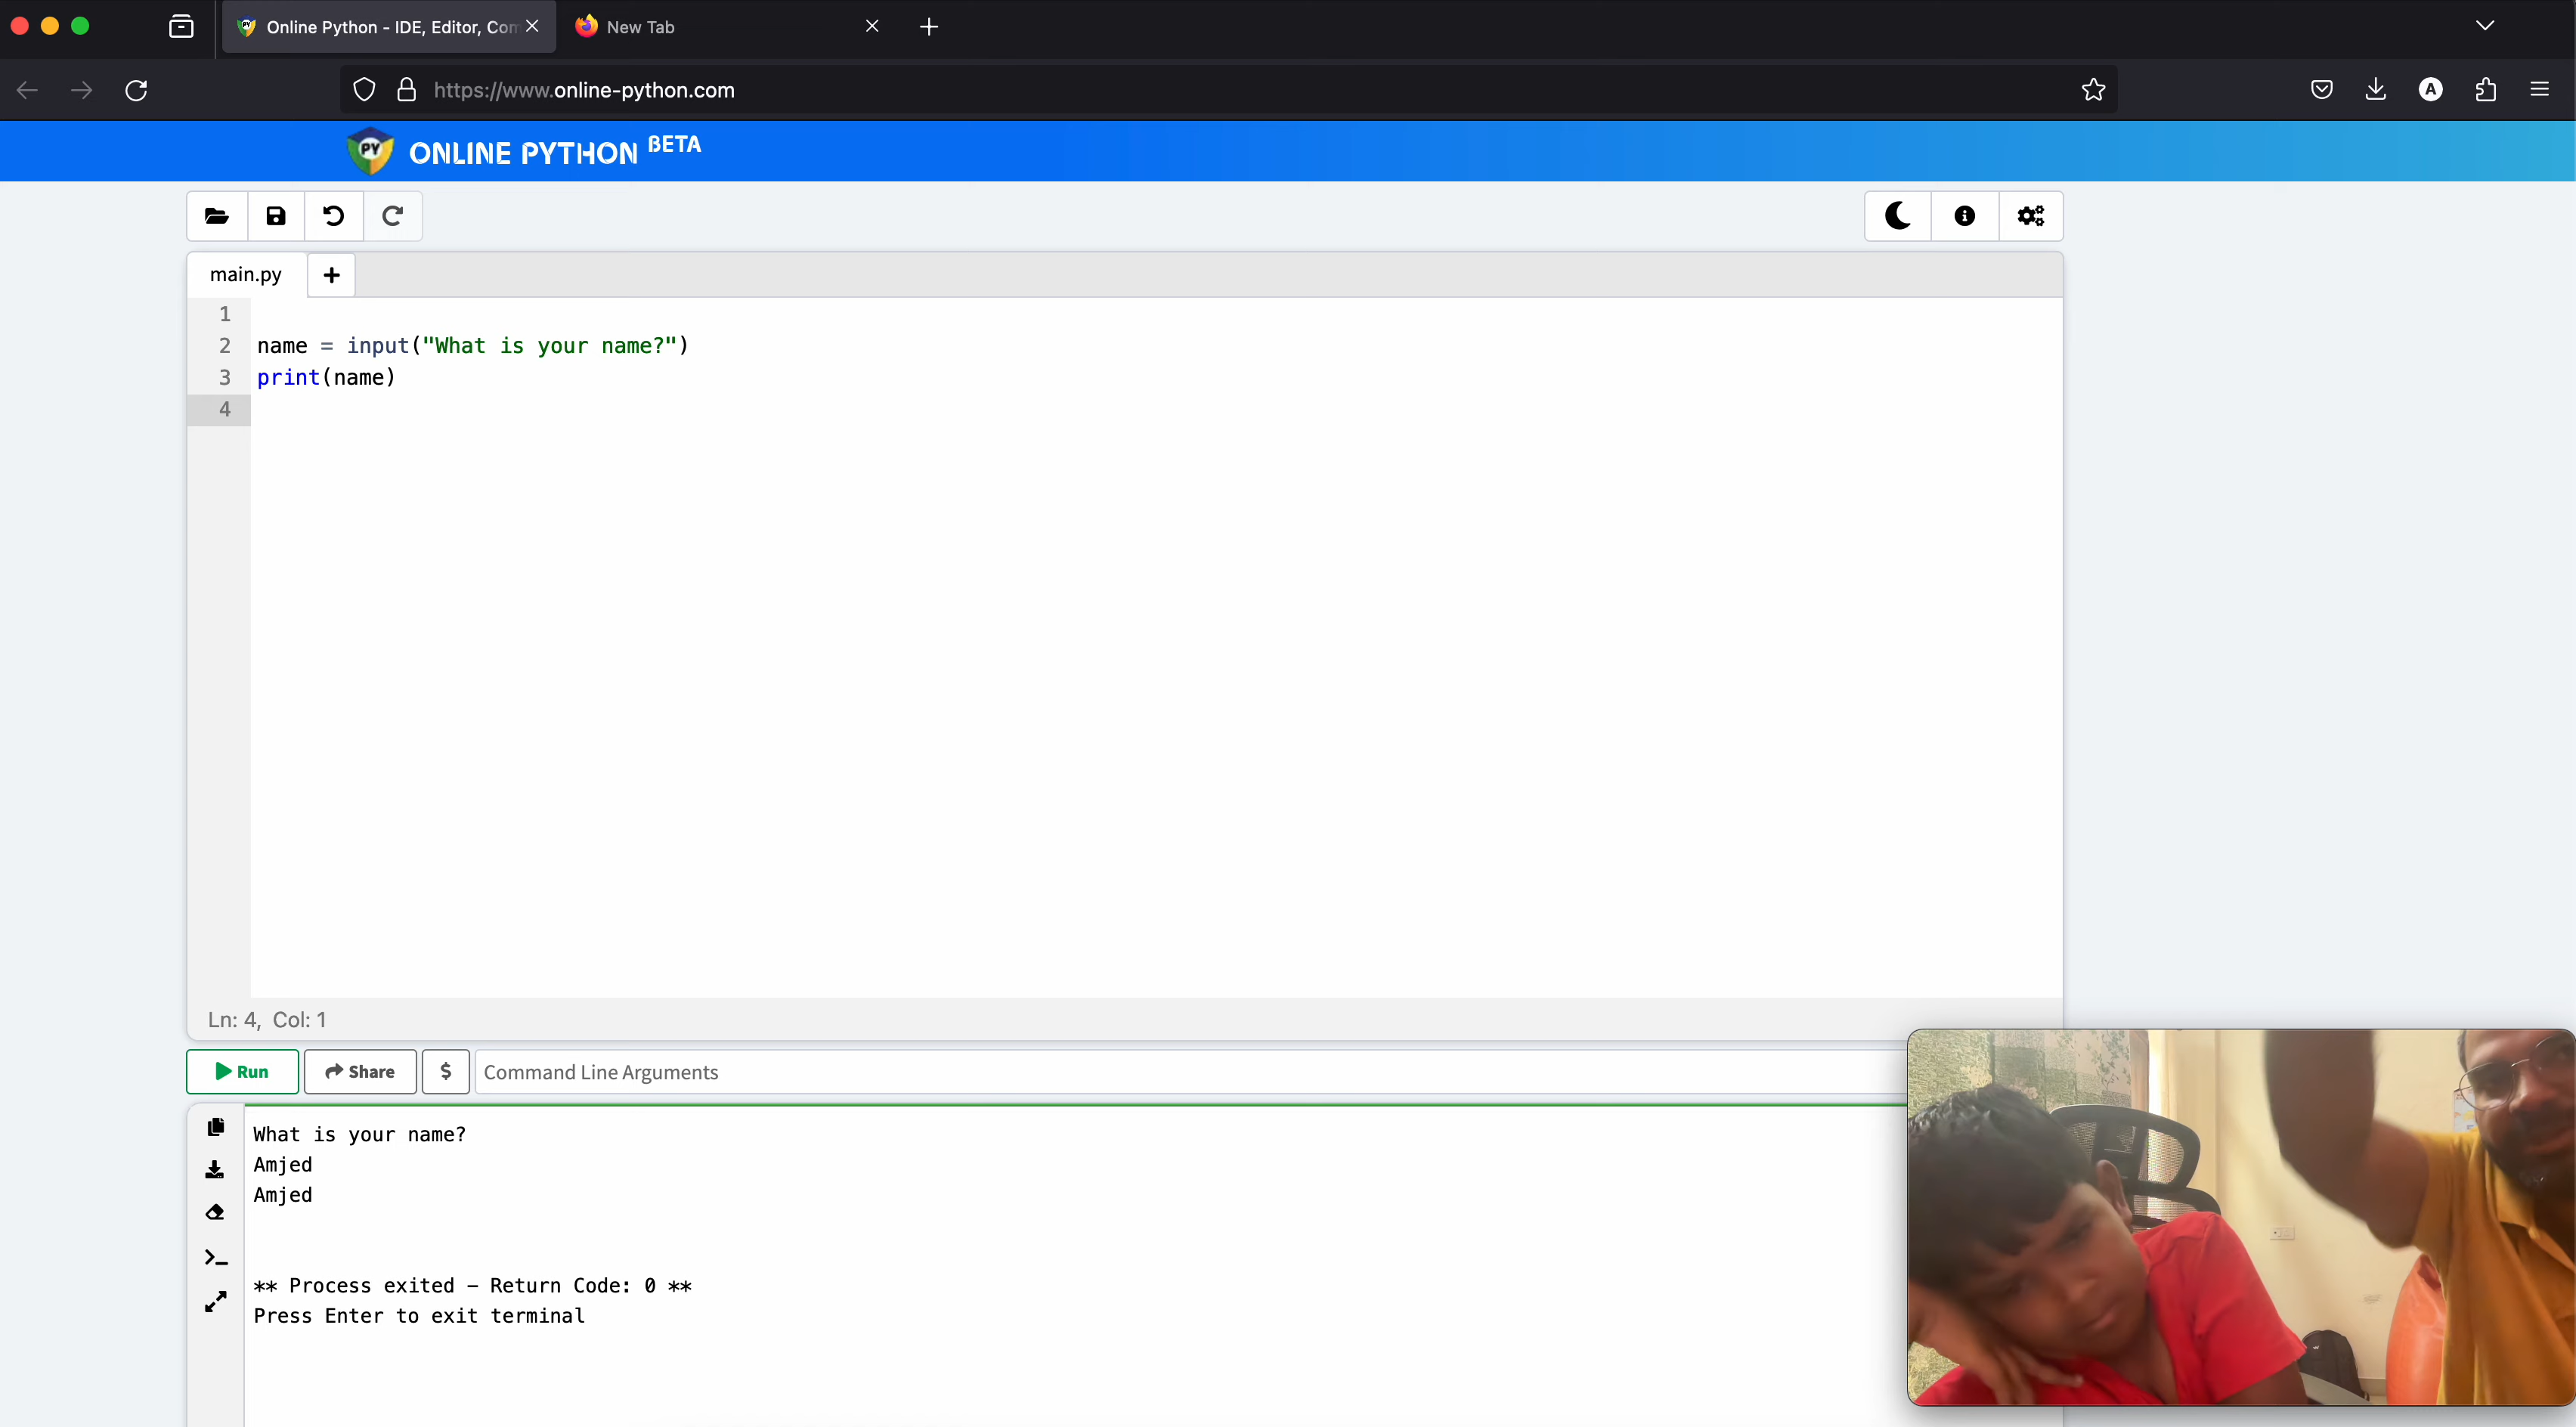 Online Python - IDE, Editor, Com
New Tab
https://www.online-python.com
A
PY ONLINE PYTHON BETA
main.py
1
2 name = input("What is your name?")
3 print(name)
4
Ln: 4, Col: 1
Run Share $ Command Line Arguments
What is your name?
Amjed
Amjed
** Process exited - Return Code: 0 **
Press Enter to exit terminal